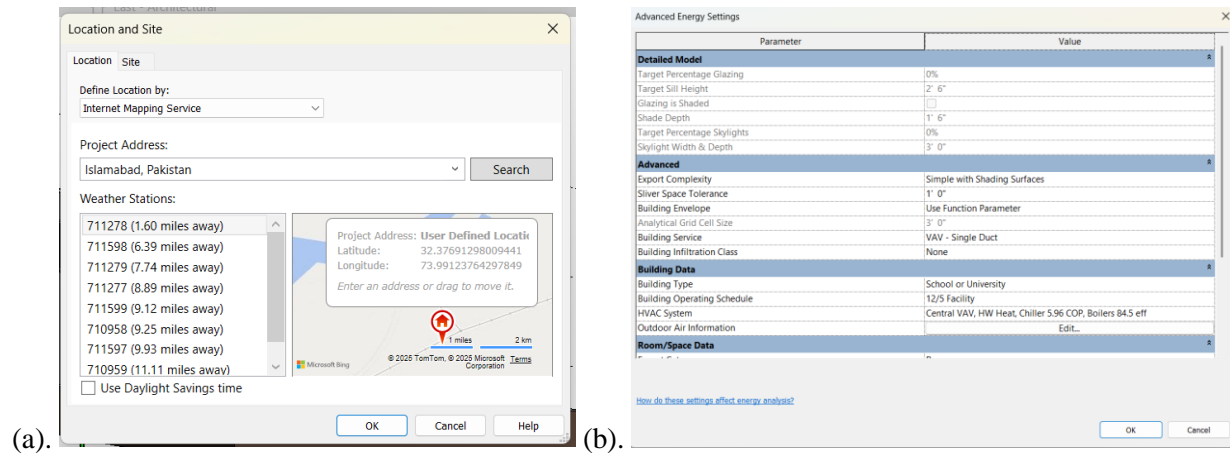 East - Architectural
Location and Site
Location Site
Define Location by:
Internet Mapping Service
Project Address:
Islamabad, Pakistan
Search
Weather Stations:
711278 (1.60 miles away)
711598 (6.39 miles away)
711279 (7.74 miles away)
711277 (8.89 miles away)
711599 (9.12 miles away)
710958 (9.25 miles away)
711597 (9.93 miles away)
710959 (11.11 miles away)
Project Address: User Defined Locatio
Latitude: 32.37691298009441
Longitude: 73.99123764297849
Enter an address or drag to move it.
1 miles 2 km
Microsoft Bing
© 2025 TomTom, © 2025 Microsoft Corporation Terms
Use Daylight Savings time
OK Cancel Help
(a).
Advanced Energy Settings
Parameter Value
Detailed Model
Target Percentage Glazing 0%
Target Sill Height 2' 6"
Glazing is Shaded
Shade Depth 1' 6"
Target Percentage Skylights 0%
Skylight Width & Depth 3' 0"
Advanced
Export Complexity Simple with Shading Surfaces
Sliver Space Tolerance 1' 0"
Building Envelope Use Function Parameter
Analytical Grid Cell Size 3' 0"
Building Service VAV - Single Duct
Building Infiltration Class None
Building Data
Building Type School or University
Building Operating Schedule 12/5 Facility
HVAC System Central VAV, HW Heat, Chiller 5.96 COP, Boilers 84.5 eff
Outdoor Air Information Edit...
Room/Space Data
How do these settings affect energy analysis?
OK Cancel
(b).